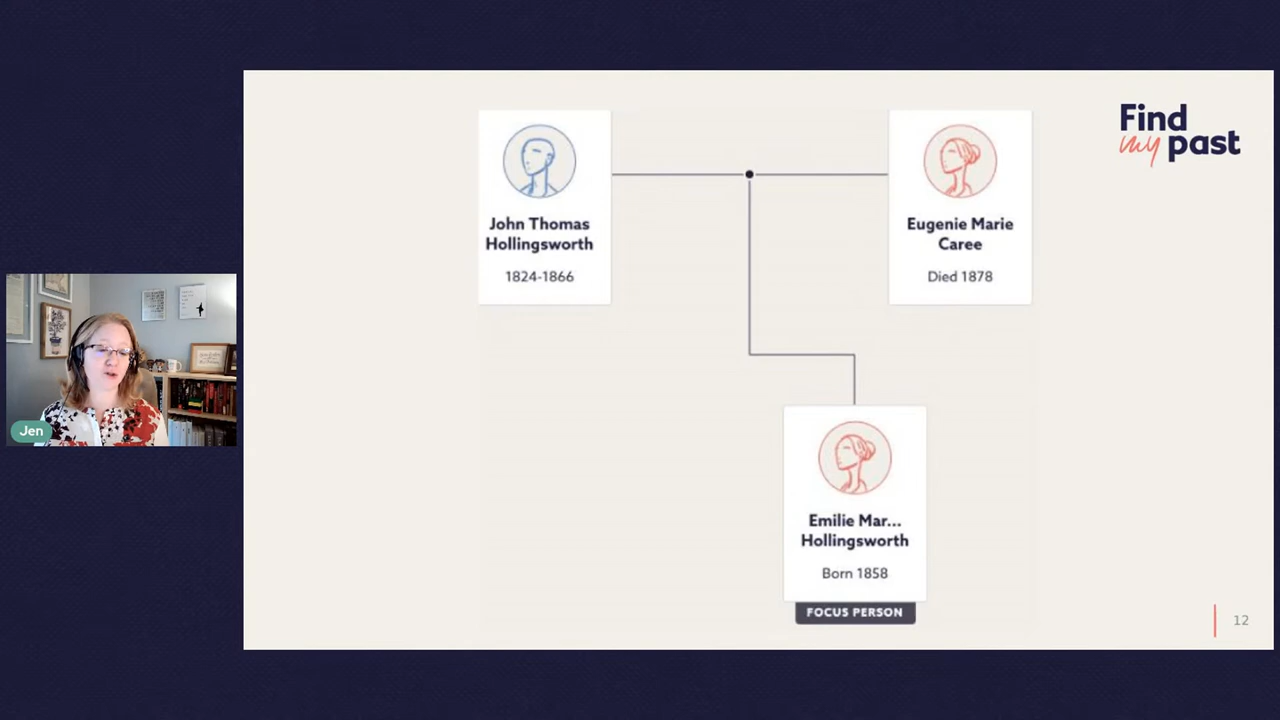 Find
my past
John Thomas
Hollingsworth
1824-1866
Eugenie Marie
Caree
Died 1878
Emilie Mar...
Hollingsworth
Born 1858
FOCUS PERSON
Jen
12